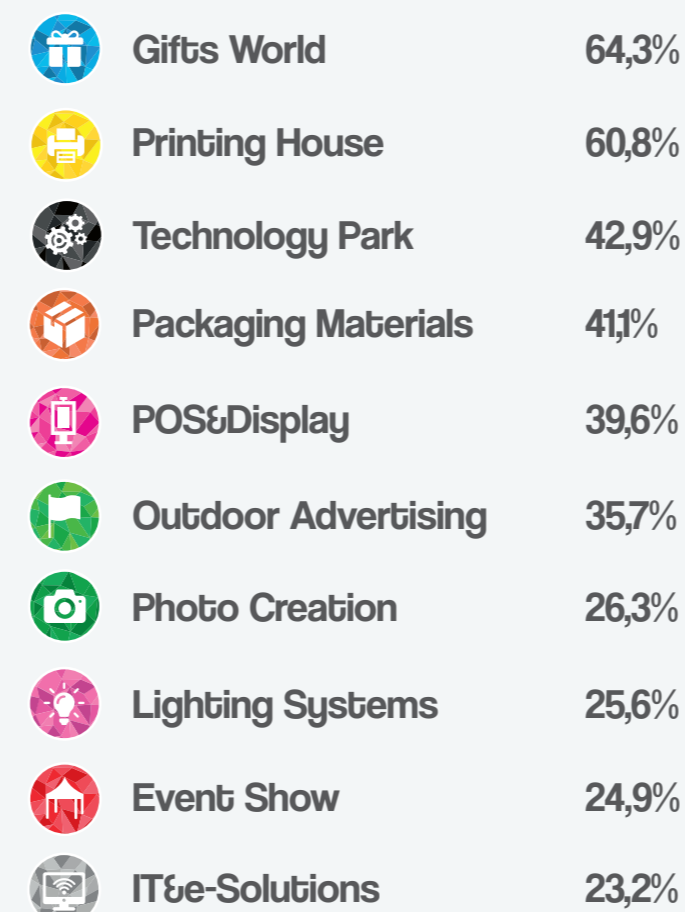 Gifts World 64,3%
Printing House 60,8%
Technology Park 42,9%
Packaging Materials 41,1%
POS&Display 39,6%
Outdoor Advertising 35,7%
Photo Creation 26,3%
Lighting Systems 25,6%
Event Show 24,9%
IT&e-Solutions 23,2%